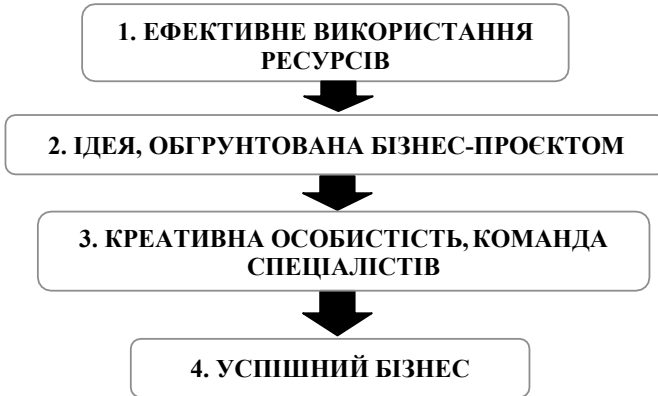 1. ЕФЕКТИВНЕ ВИКОРИСТАННЯ
РЕСУРСІВ
2. ІДЕЯ, ОБГРУНТОВАНА БІЗНЕС-ПРОЄКТОМ
3. КРЕАТИВНА ОСОБИСТІСТЬ, КОМАНДА
СПЕЦІАЛІСТІВ
4. УСПІШНИЙ БІЗНЕС